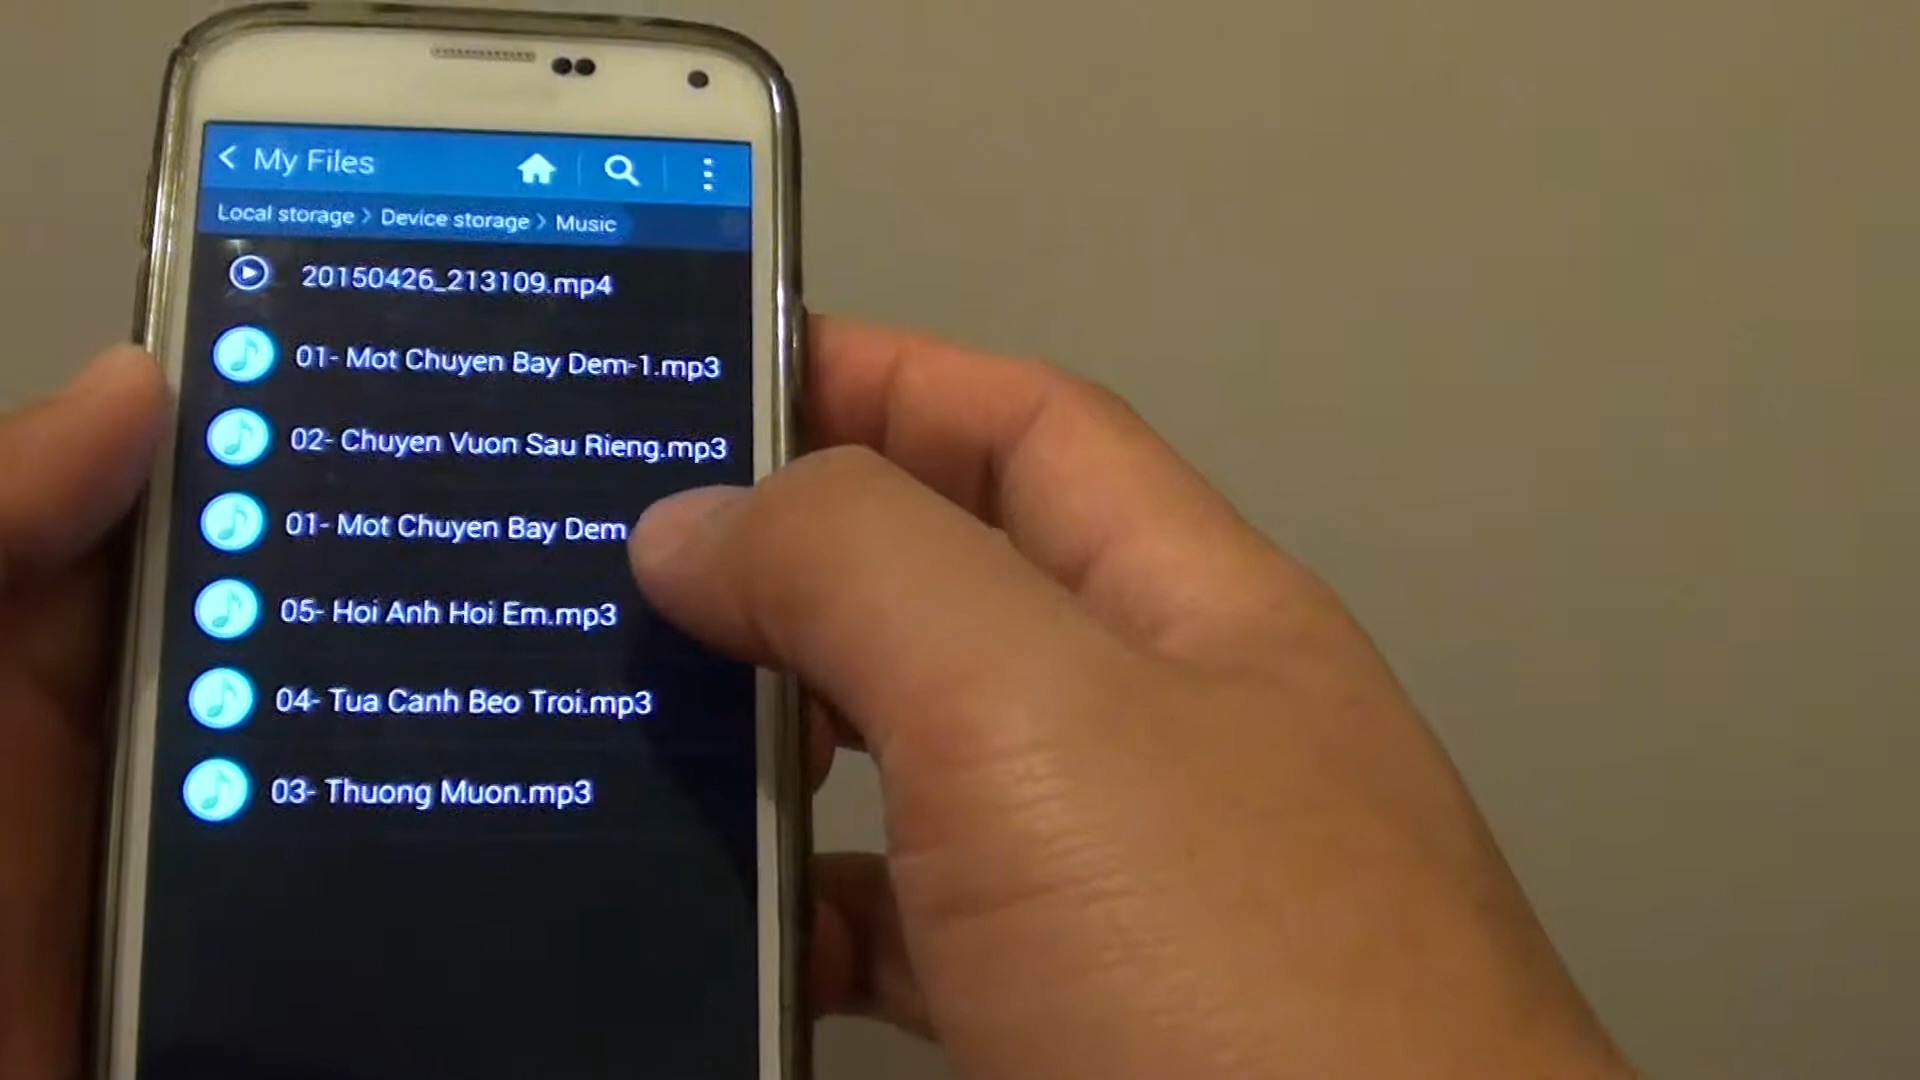 My Files
Local storage > Device storage > Music
20150426_213109.mp4
01- Mot Chuyen Bay Dem-1.mp3
02- Chuyen Vuon Sau Rieng.mp3
01- Mot Chuyen Bay Dem
05- Hoi Anh Hoi Em.mp3
04- Tua Canh Beo Troi.mp3
03- Thuong Muon.mp3